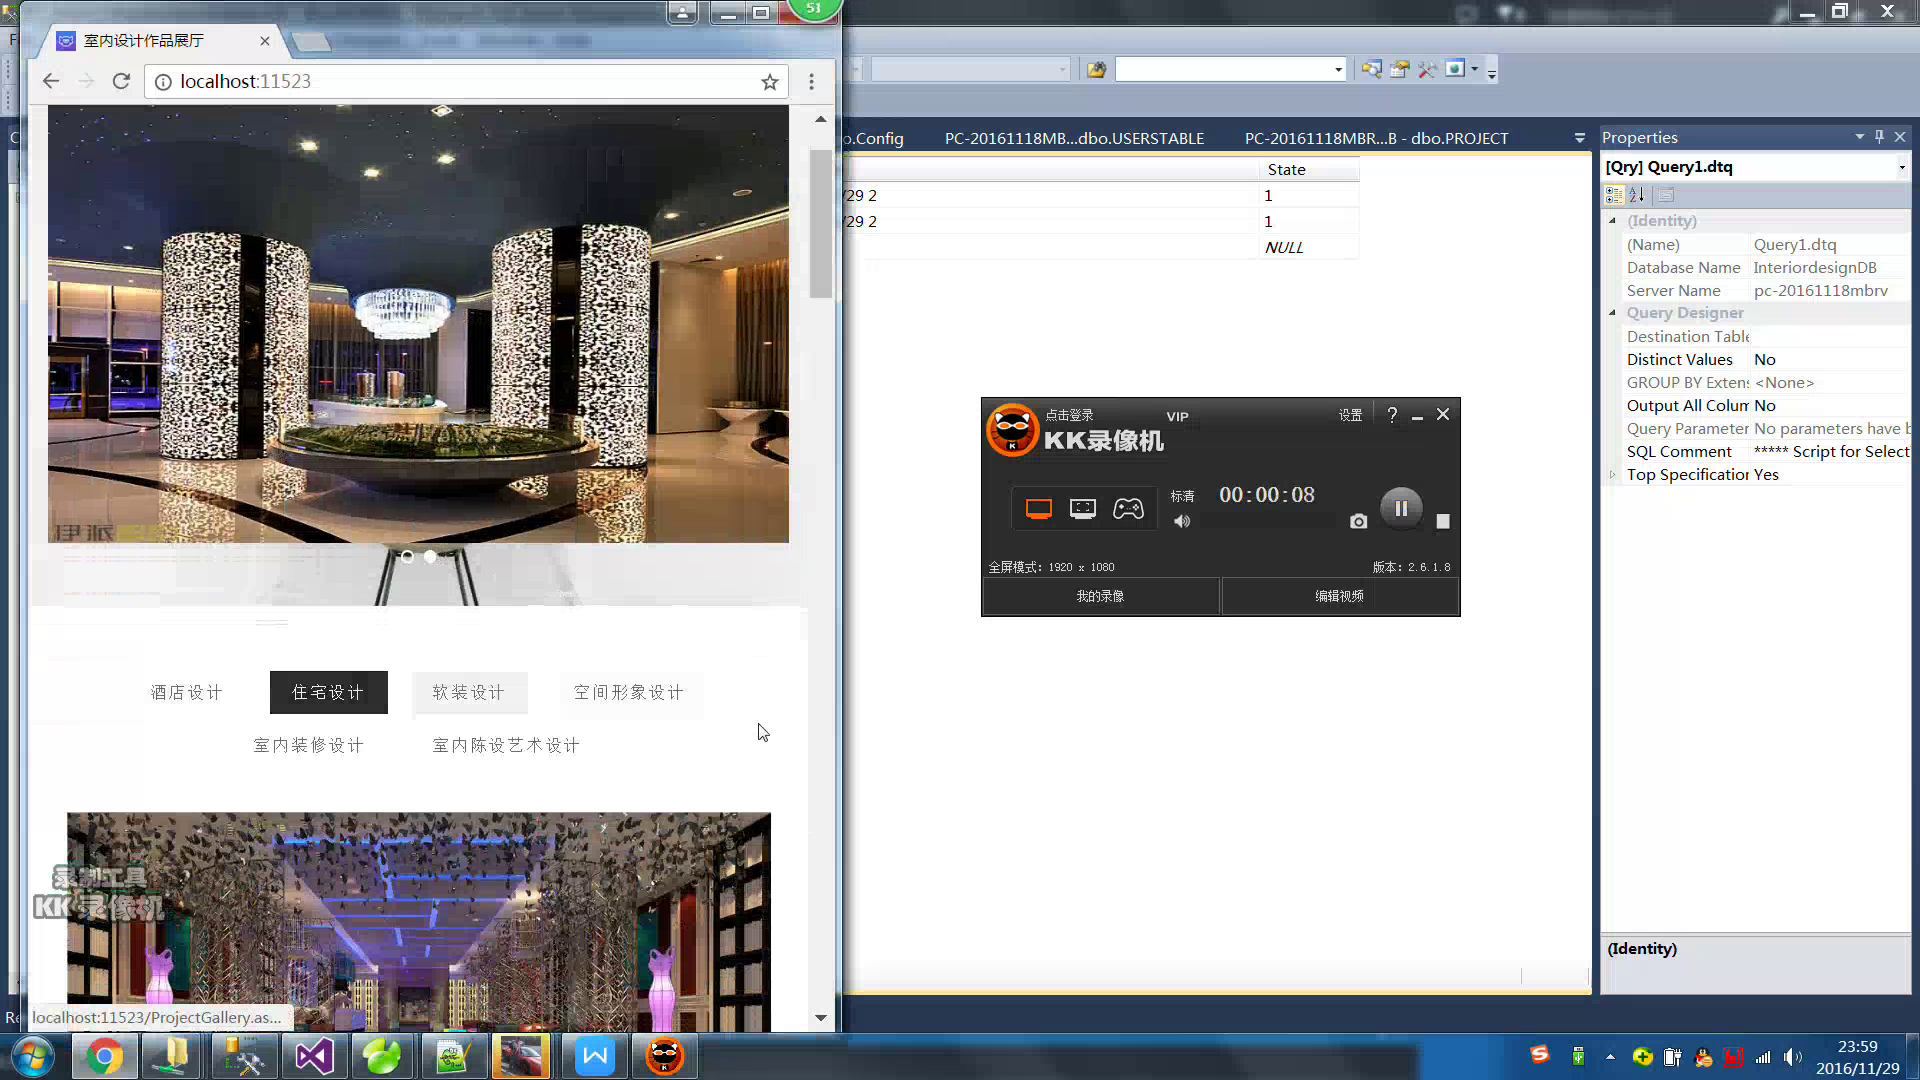 51
室内设计作品展厅
localhost:11523
伊派
酒店设计
住宅设计
软装设计
空间形象设计
室内装修设计
室内陈设艺术设计
录制工具
KK 录像机
localhost:11523/ProjectGallery.as...
o.Config
PC-20161118MB...dbo.USERSTABLE
PC-20161118MBR...B - dbo.PROJECT
State
/29 2
1
/29 2
1
NULL
点击登录
VIP
设置
KK录像机
标清
00:00:08
全屏模式: 1920 x 1080
版本: 2.6.1.8
我的录像
编辑视频
Properties
[Qry] Query1.dtq
(Identity)
(Name) Query1.dtq
Database Name InteriordesignDB
Server Name pc-20161118mbrv
Query Designer
Destination Table
Distinct Values No
GROUP BY Extens <None>
Output All Colum No
Query Parameter No parameters have b
SQL Comment ***** Script for Select
Top Specification Yes
(Identity)
23:59
2016/11/29